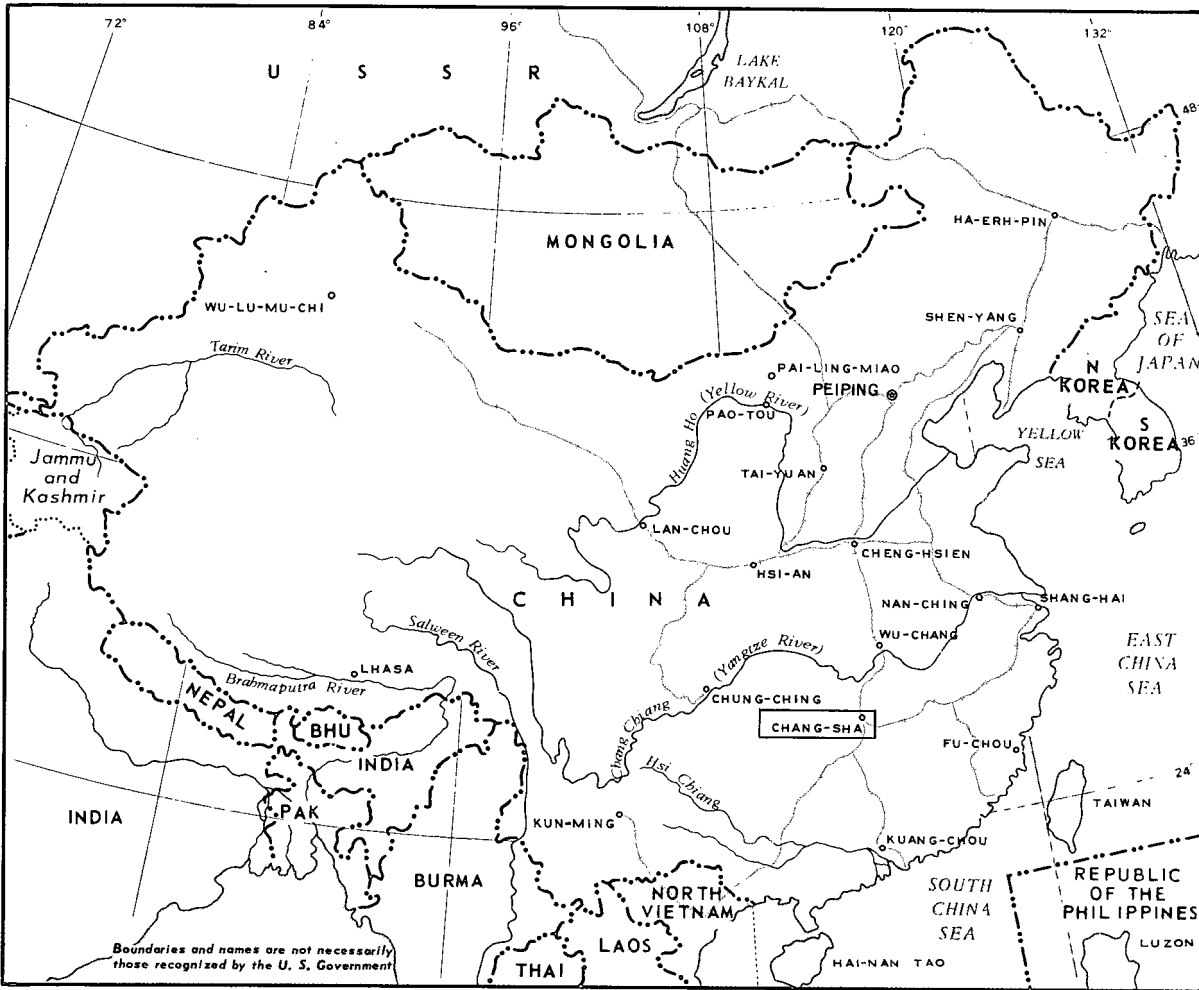 72°
84°
96°
108°
120°
132°
U S S R
LAKE
BAYKAL
48°
HA-ERH-PIN
MONGOLIA
WU-LU-MU-CHI
SHEN-YANG
SEA
OF
JAPAN
Tarim River
PAI-LING-MIAO
PEIPING
N
KOREA
Huang Ho (Yellow River)
PAO-TOU
S
KOREA
36°
YELLOW
SEA
TAI-YUAN
Jammu
and
Kashmir
LAN-CHOU
CHENG-HSIEN
HSI-AN
CHINA
NAN-CHING
SHANG-HAI
Salween River
WU-CHANG
EAST
CHINA
SEA
LHASA
Brahmaputra River
Chang Chiang (Yangtze River)
CHUNG-CHING
NEPAL
BHU
CHANG-SHA
FU-CHOU
INDIA
Hsi Chiang
24°
TAIWAN
INDIA
PAK
KUN-MING
KUANG-CHOU
BURMA
NORTH
VIETNAM
SOUTH
CHINA
SEA
REPUBLIC
OF THE
PHILIPPINES
LAOS
LUZON
Boundaries and names are not necessarily
those recognized by the U. S. Government
THAI
HAI-NAN TAO